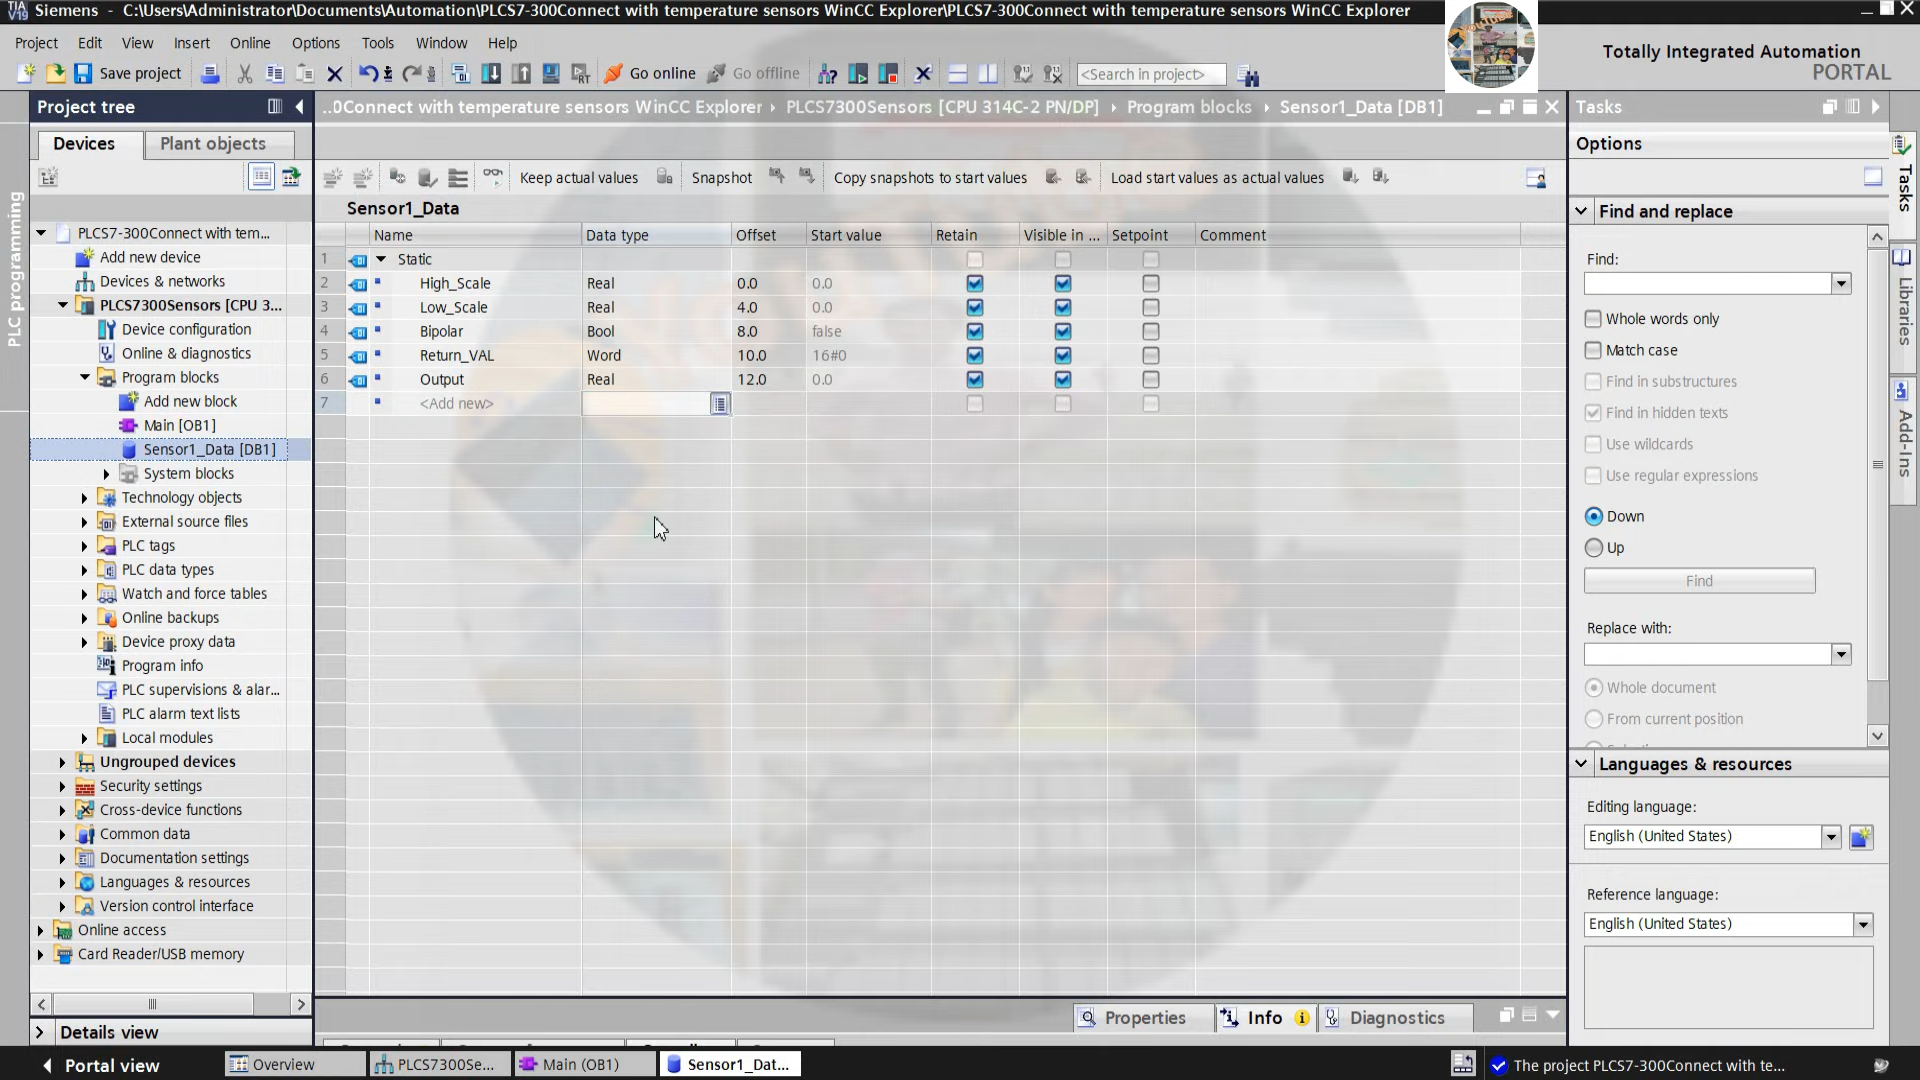 TIA
V19
Siemens - C:\Users\Administrator\Documents\Automation\PLCS7-300Connect with temperature sensors WinCC Explorer\PLCS7-300Connect with temperature sensors WinCC Explorer
Project Edit View Insert Online Options Tools Window Help
Save project
Go online
Go offline
<Search in project>
Totally Integrated Automation
PORTAL
Project tree
Devices
Plant objects
PLC programming
PLCS7-300Connect with tem...
Add new device
Devices & networks
PLCS7300Sensors [CPU 3...
Device configuration
Online & diagnostics
Program blocks
Add new block
Main [OB1]
Sensor1_Data [DB1]
System blocks
Technology objects
External source files
PLC tags
PLC data types
Watch and force tables
Online backups
Device proxy data
Program info
PLC supervisions & alar...
PLC alarm text lists
Local modules
Ungrouped devices
Security settings
Cross-device functions
Common data
Documentation settings
Languages & resources
Version control interface
Online access
Card Reader/USB memory
Details view
..0Connect with temperature sensors WinCC Explorer › PLCS7300Sensors [CPU 314C-2 PN/DP] › Program blocks › Sensor1_Data [DB1]
Keep actual values
Snapshot
Copy snapshots to start values
Load start values as actual values
Sensor1_Data
Name Data type Offset Start value Retain Visible in ... Setpoint Comment
1 Static
2 High_Scale Real 0.0 0.0
3 Low_Scale Real 4.0 0.0
4 Bipolar Bool 8.0 false
5 Return_VAL Word 10.0 16#0
6 Output Real 12.0 0.0
7 <Add new>
Properties
Info
Diagnostics
Tasks
Options
Find and replace
Find:
Whole words only
Match case
Find in substructures
Find in hidden texts
Use wildcards
Use regular expressions
Down
Up
Find
Replace with:
Whole document
From current position
Languages & resources
Editing language:
English (United States)
Reference language:
English (United States)
Tasks
Libraries
Add-Ins
Portal view
Overview
PLCS7300Se...
Main (OB1)
Sensor1_Dat...
The project PLCS7-300Connect with te...